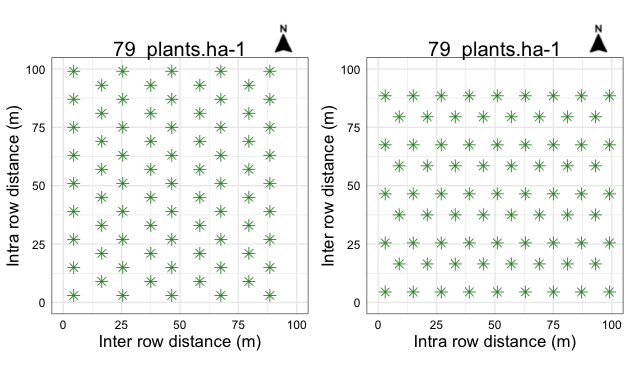 N
79 plants.ha-1
100
75
50
25
0
Intra row distance (m)
0 25 50 75 100
Inter row distance (m)
N
79 plants.ha-1
100
75
50
25
0
Inter row distance (m)
0 25 50 75 100
Intra row distance (m)